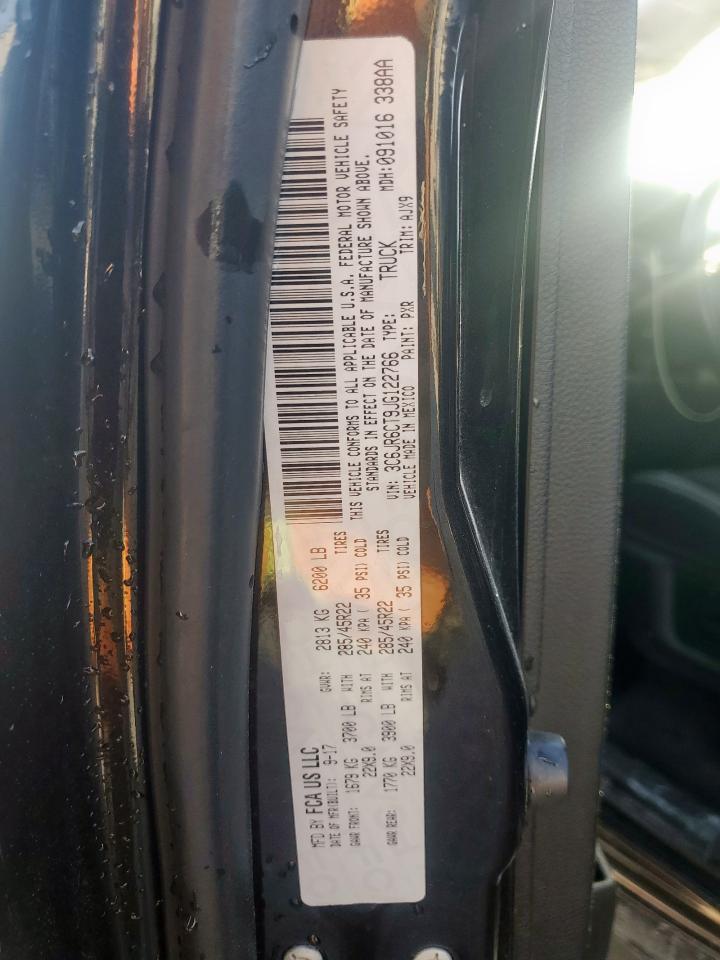 MFD BY FCA US LLC
DATE OF MFR(BUILT): 9-17 GVWR: 2813 KG 6200 LB
GAWR FRONT: 1679 KG 3700 LB WITH 285/45R22 TIRES
22X9.0 RIMS AT 240 KPA ( 35 PSI) COLD
GAWR REAR: 1770 KG 3900 LB WITH 285/45R22 TIRES
22X9.0 RIMS AT 240 KPA ( 35 PSI) COLD
THIS VEHICLE CONFORMS TO ALL APPLICABLE U.S.A. FEDERAL MOTOR VEHICLE SAFETY
STANDARDS IN EFFECT ON THE DATE OF MANUFACTURE SHOWN ABOVE.
VIN: 3C6JR6CT9JG122766 TYPE: TRUCK MDH:091016 338AA
VEHICLE MADE IN MEXICO PAINT: PXR TRIM: AJX9